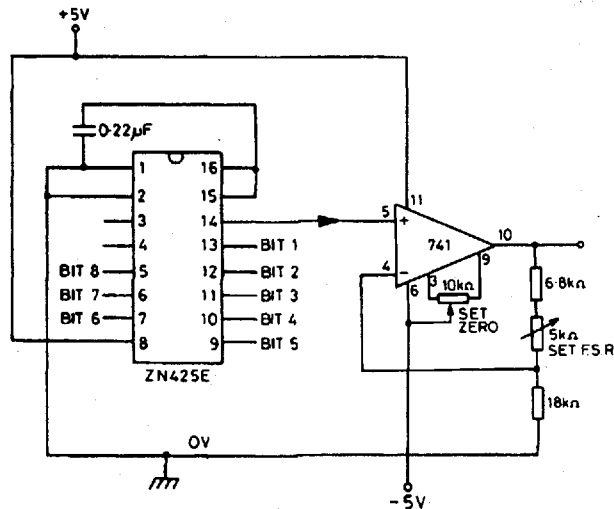 +5V
0·22µF
1 16
2 15
3 14
4 13 BIT 1
BIT 8 5 12 BIT 2
BIT 7 6 11 BIT 3
BIT 6 7 10 BIT 4
8 9 BIT 5
ZN425E
5 + 11
741 10
4 − 6 3 9
10kΩ
SET
ZERO
6·8kΩ
5kΩ
SET F.S.R
18kΩ
0V
−5V